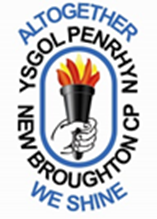 ALTOGETHER
YSGOL PENRHYN
NEW BROUGHTON CP
WE SHINE